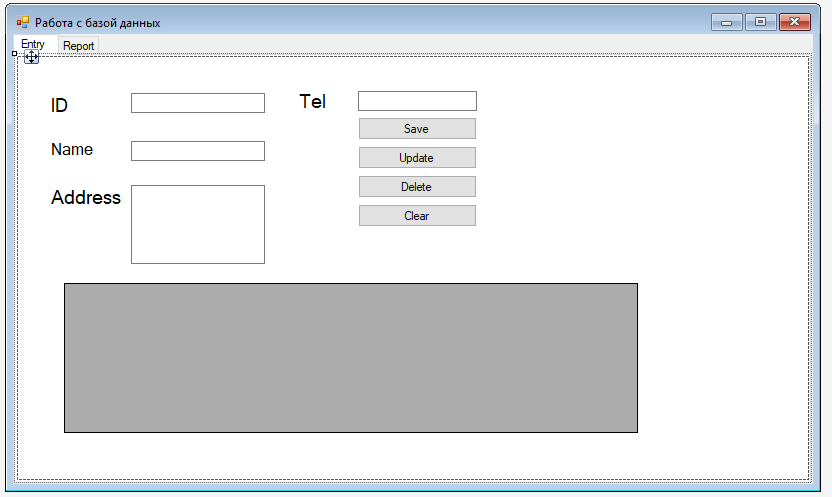 Работа с базой данных
Entry
Report
ID
Tel
Save
Name
Update
Delete
Address
Clear